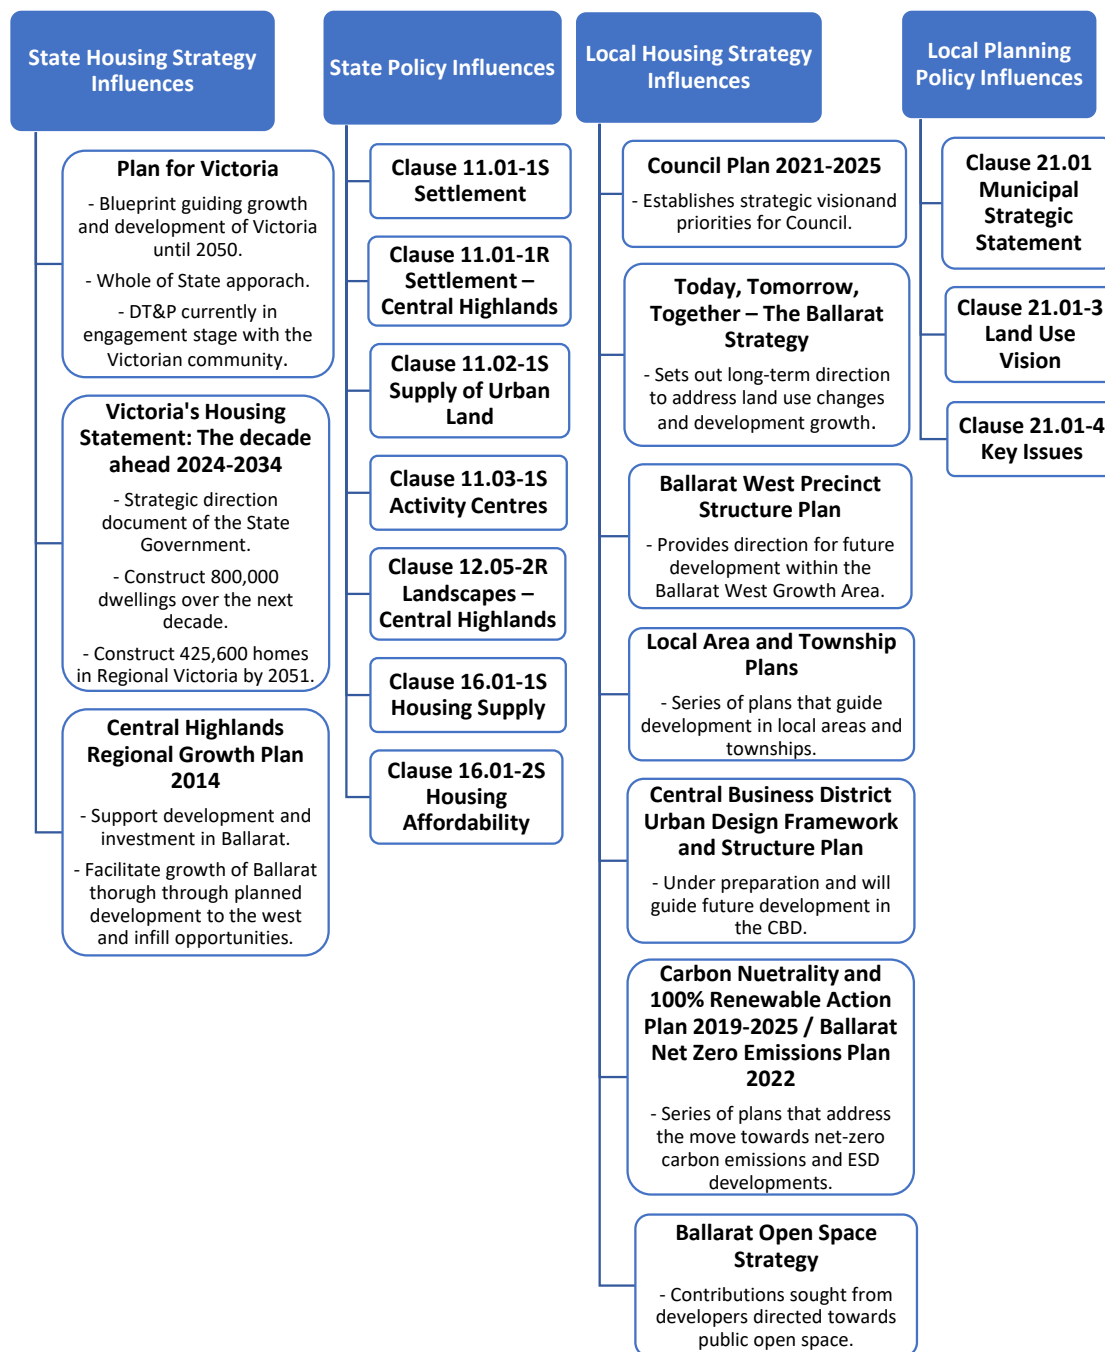 State Housing Strategy
Influences
Plan for Victoria
- Blueprint guiding growth
and development of Victoria
until 2050.
- Whole of State apporach.
- DT&P currently in
engagement stage with the
Victorian community.
Victoria's Housing
Statement: The decade
ahead 2024-2034
- Strategic direction
document of the State
Government.
- Construct 800,000
dwellings over the next
decade.
- Construct 425,600 homes
in Regional Victoria by 2051.
Central Highlands
Regional Growth Plan
2014
- Support development and
investment in Ballarat.
- Facilitate growth of Ballarat
thorugh through planned
development to the west
and infill opportunities.
State Policy Influences
Clause 11.01-1S
Settlement
Clause 11.01-1R
Settlement –
Central Highlands
Clause 11.02-1S
Supply of Urban
Land
Clause 11.03-1S
Activity Centres
Clause 12.05-2R
Landscapes –
Central Highlands
Clause 16.01-1S
Housing Supply
Clause 16.01-2S
Housing
Affordability
Local Housing Strategy
Influences
Council Plan 2021-2025
- Establishes strategic visionand
priorities for Council.
Today, Tomorrow,
Together – The Ballarat
Strategy
- Sets out long-term direction
to address land use changes
and development growth.
Ballarat West Precinct
Structure Plan
- Provides direction for future
development within the
Ballarat West Growth Area.
Local Area and Township
Plans
- Series of plans that guide
development in local areas and
townships.
Central Business District
Urban Design Framework
and Structure Plan
- Under preparation and will
guide future development in
the CBD.
Carbon Nuetrality and
100% Renewable Action
Plan 2019-2025 / Ballarat
Net Zero Emissions Plan
2022
- Series of plans that address
the move towards net-zero
carbon emissions and ESD
developments.
Ballarat Open Space
Strategy
- Contributions sought from
developers directed towards
public open space.
Local Planning
Policy Influences
Clause 21.01
Municipal
Strategic
Statement
Clause 21.01-3
Land Use
Vision
Clause 21.01-4
Key Issues